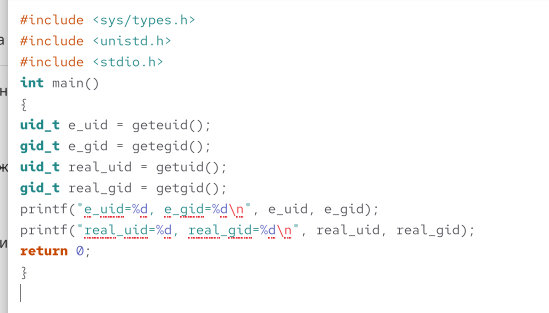 #include <sys/types.h>
#include <unistd.h>
#include <stdio.h>
int main()
{
uid_t e_uid = geteuid();
gid_t e_gid = getegid();
uid_t real_uid = getuid();
gid_t real_gid = getgid();
printf("e_uid=%d, e_gid=%d\n", e_uid, e_gid);
printf("real_uid=%d, real_gid=%d\n", real_uid, real_gid);
return 0;
}